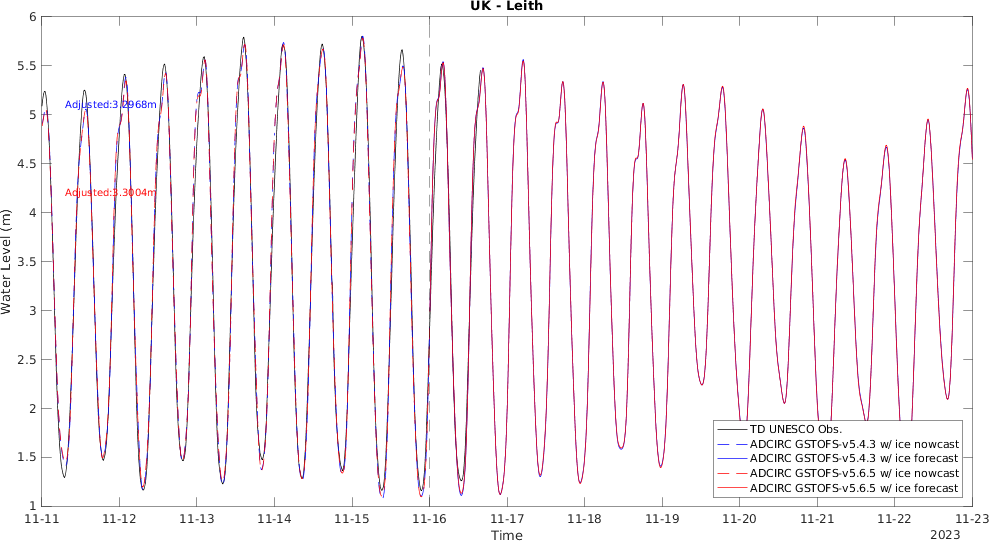 UK - Leith
6
5.5
5
4.5
4
3
2.5
2
1.5
1
Water Level (m)
Adjusted:3.2968m
Adjusted:3.3004m
TD UNESCO Obs.
ADCIRC GSTOFS-v5.4.3 w/ ice nowcast
ADCIRC GSTOFS-v5.4.3 w/ ice forecast
ADCIRC GSTOFS-v5.6.5 w/ ice nowcast
ADCIRC GSTOFS-v5.6.5 w/ ice forecast
11-11 11-12 11-13 11-14 11-15 11-16 11-17 11-18 11-19 11-20 11-21 11-22 11-23
Time
2023